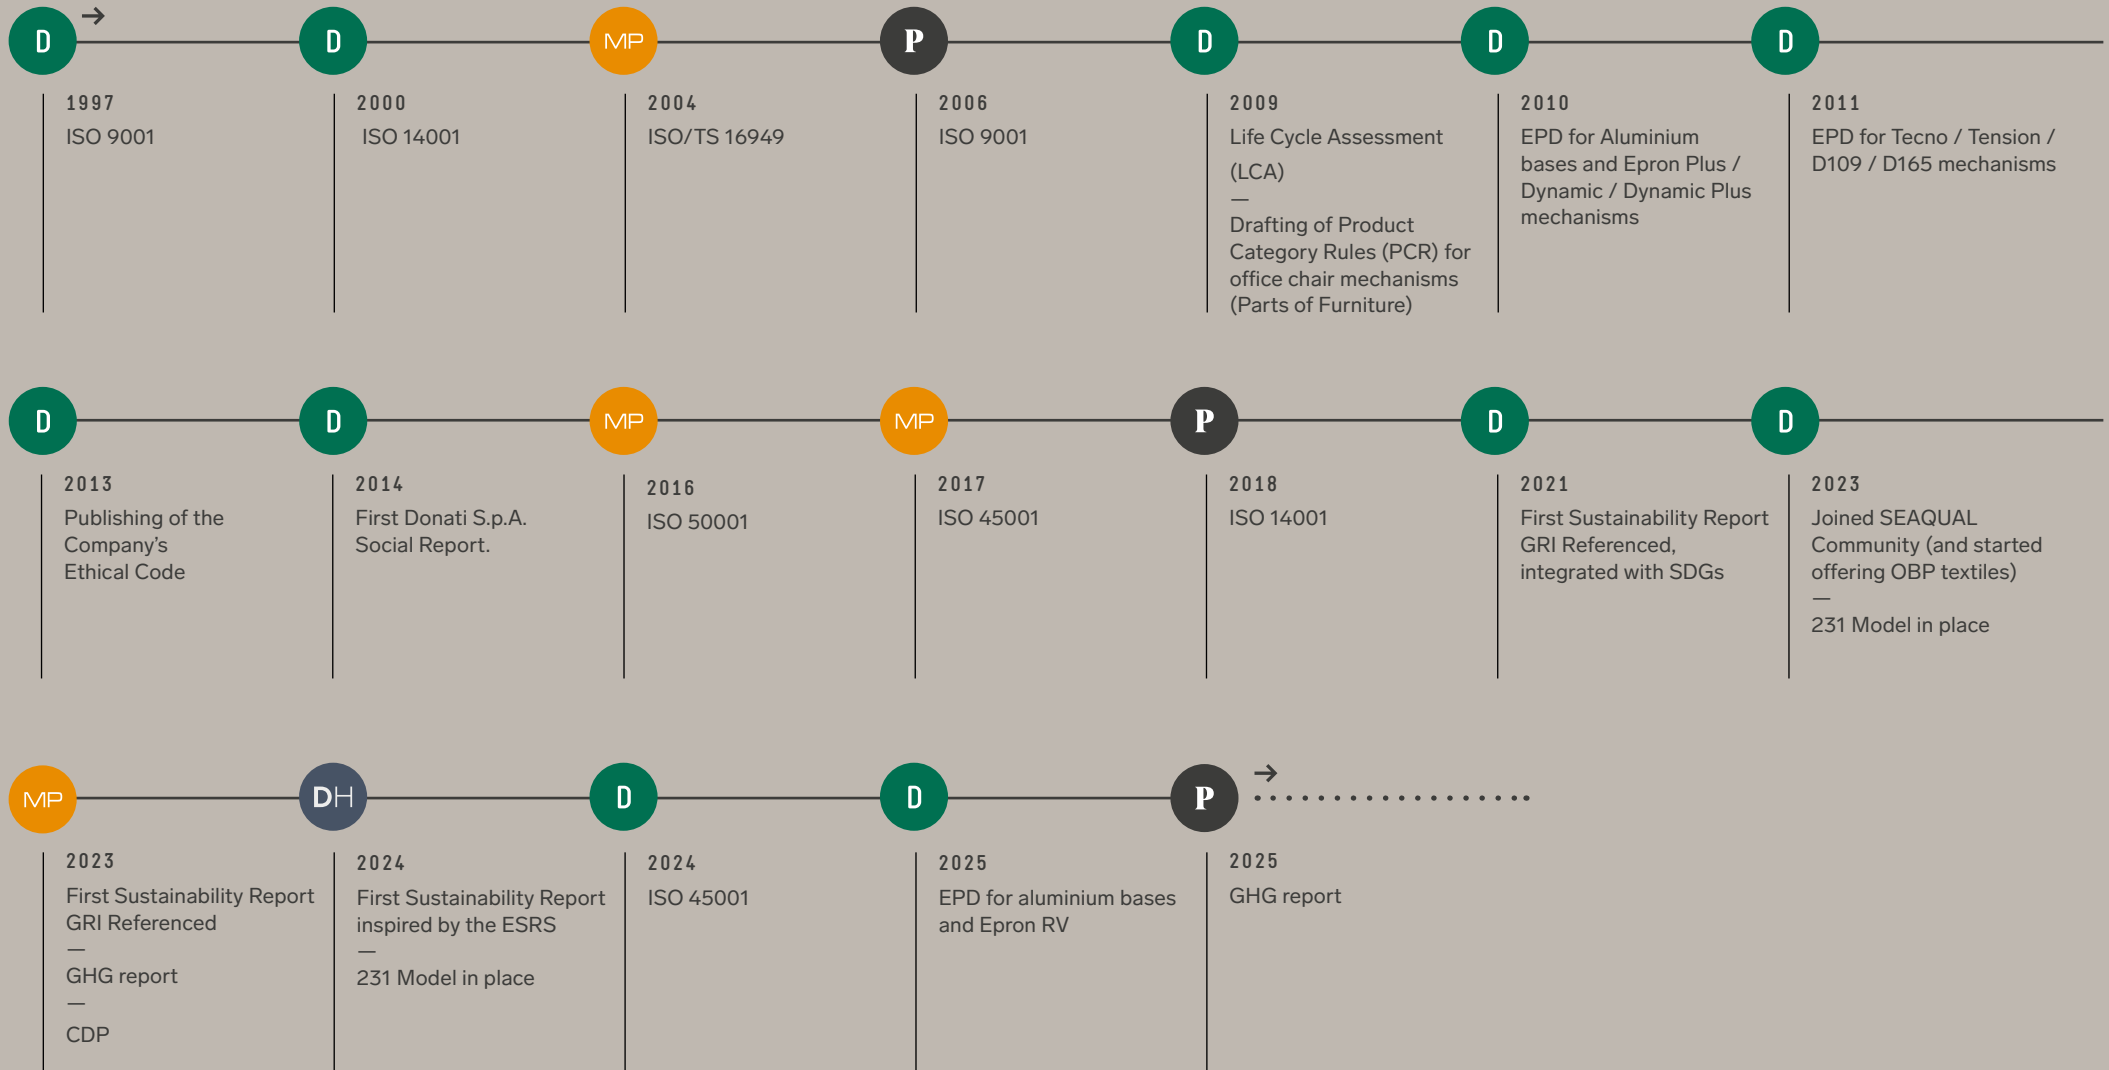 D
1997
ISO 9001
D
2000
ISO 14001
MP
2004
ISO/TS 16949
P
2006
ISO 9001
D
2009
Life Cycle Assessment
(LCA)
—
Drafting of Product
Category Rules (PCR) for
office chair mechanisms
(Parts of Furniture)
D
2010
EPD for Aluminium
bases and Epron Plus /
Dynamic / Dynamic Plus
mechanisms
D
2011
EPD for Tecno / Tension /
D109 / D165 mechanisms
D
2013
Publishing of the
Company’s
Ethical Code
D
2014
First Donati S.p.A.
Social Report.
MP
2016
ISO 50001
MP
2017
ISO 45001
P
2018
ISO 14001
D
2021
First Sustainability Report
GRI Referenced,
integrated with SDGs
D
2023
Joined SEAQUAL
Community (and started
offering OBP textiles)
—
231 Model in place
MP
2023
First Sustainability Report
GRI Referenced
—
GHG report
—
CDP
DH
2024
First Sustainability Report
inspired by the ESRS
—
231 Model in place
D
2024
ISO 45001
D
2025
EPD for aluminium bases
and Epron RV
P
2025
GHG report